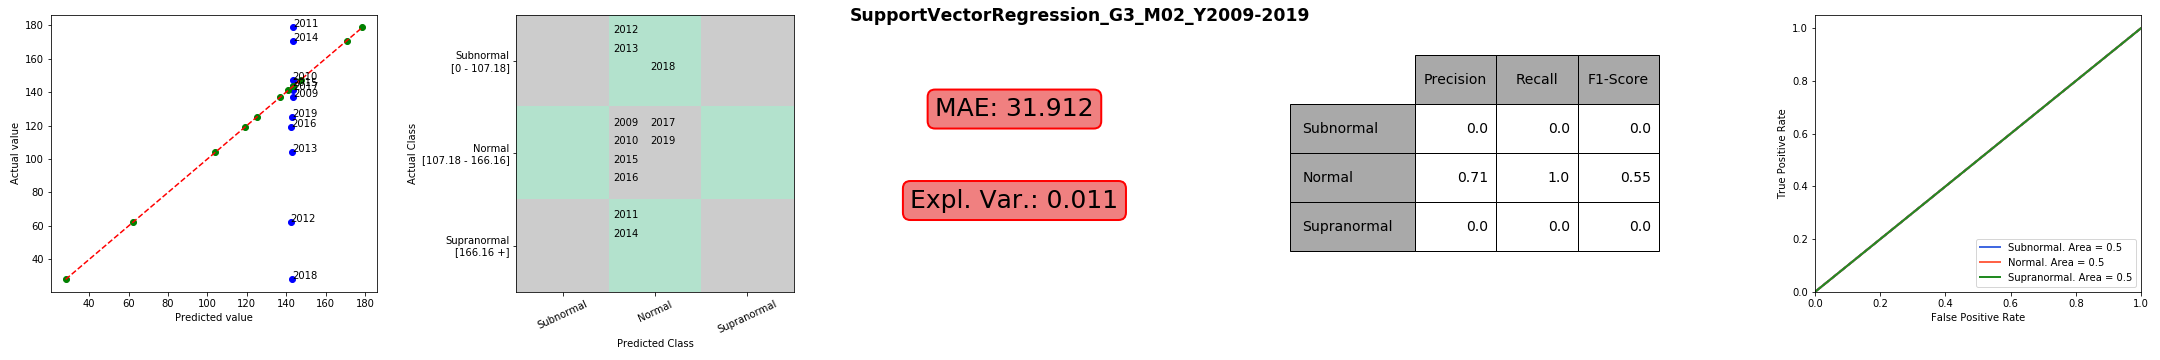 SupportVectorRegression_G3_M02_Y2009-2019
Actual value
180
160
140
120
100
80
60
40
40
60
80
100
120
140
160
180
Predicted value
2011
2014
2010
2015
2017
2009
2019
2016
2013
2012
2018
Actual Class
Subnormal
[0 - 107.18]
Normal
[107.18 - 166.16]
Supranormal
[166.16 +]
2012
2013
2018
2009 2017
2010 2019
2015
2016
2011
2014
Subnormal
Normal
Supranormal
Predicted Class
MAE: 31.912
Expl. Var.: 0.011
Precision Recall F1-Score
Subnormal 0.0 0.0 0.0
Normal 0.71 1.0 0.55
Supranormal 0.0 0.0 0.0
True Positive Rate
1.0
0.8
0.6
0.4
0.2
0.0
0.0 0.2 0.4 0.6 0.8 1.0
False Positive Rate
Subnormal. Area = 0.5
Normal. Area = 0.5
Supranormal. Area = 0.5